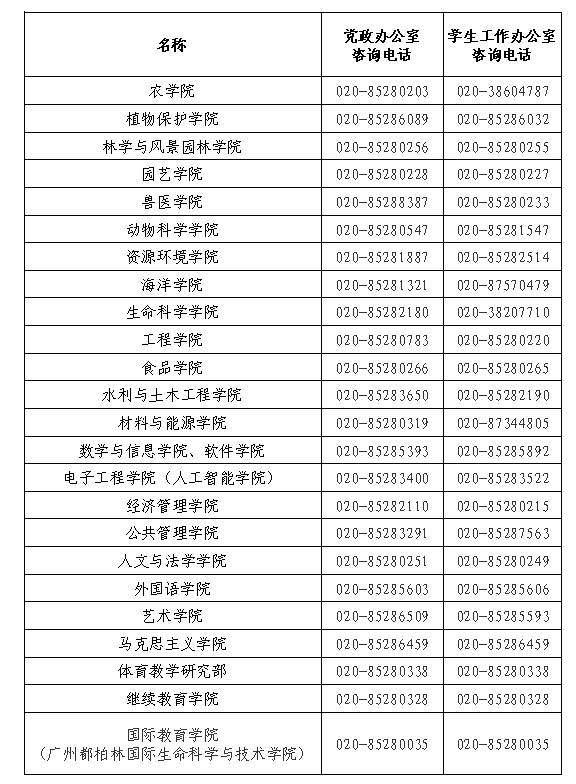 名称 党政办公室咨询电话 学生工作办公室咨询电话
农学院 020-85280203 020-38604787
植物保护学院 020-85286089 020-85286032
林学与风景园林学院 020-85280256 020-85280255
园艺学院 020-85280228 020-85280227
兽医学院 020-85288387 020-85280233
动物科学学院 020-85280547 020-85281547
资源环境学院 020-85281887 020-85282514
海洋学院 020-85281321 020-87570479
生命科学学院 020-85282180 020-38207710
工程学院 020-85280783 020-85280220
食品学院 020-85280266 020-85280265
水利与土木工程学院 020-85283650 020-85282190
材料与能源学院 020-85280319 020-87344805
数学与信息学院、软件学院 020-85285393 020-85285892
电子工程学院（人工智能学院） 020-85283400 020-85283522
经济管理学院 020-85282110 020-85280215
公共管理学院 020-85283291 020-85287563
人文与法学学院 020-85280251 020-85280249
外国语学院 020-85285603 020-85285606
艺术学院 020-85286509 020-85285593
马克思主义学院 020-85286459 020-85286459
体育教学研究部 020-85280338 020-85280338
继续教育学院 020-85280328 020-85280328
国际教育学院
（广州都柏林国际生命科学与技术学院） 020-85280035 020-85280035